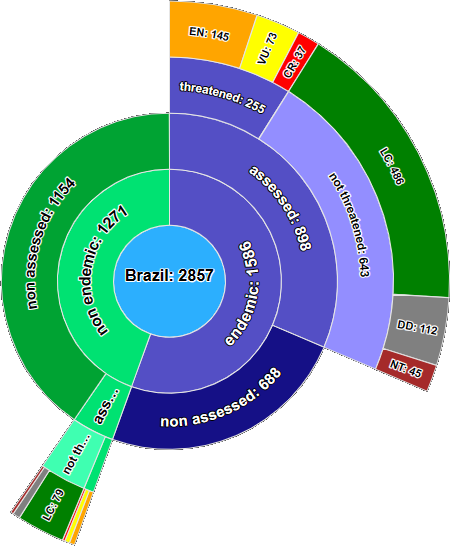 EN: 145
VU: 73
CR: 37
threatened: 255
LC: 486
assessed: 898
not threatened: 643
non assessed: 1154
non endemic: 1271
Brazil: 2857
endemic: 1586
DD: 112
NT: 45
non assessed: 688
ass...
not th...
LC: 79